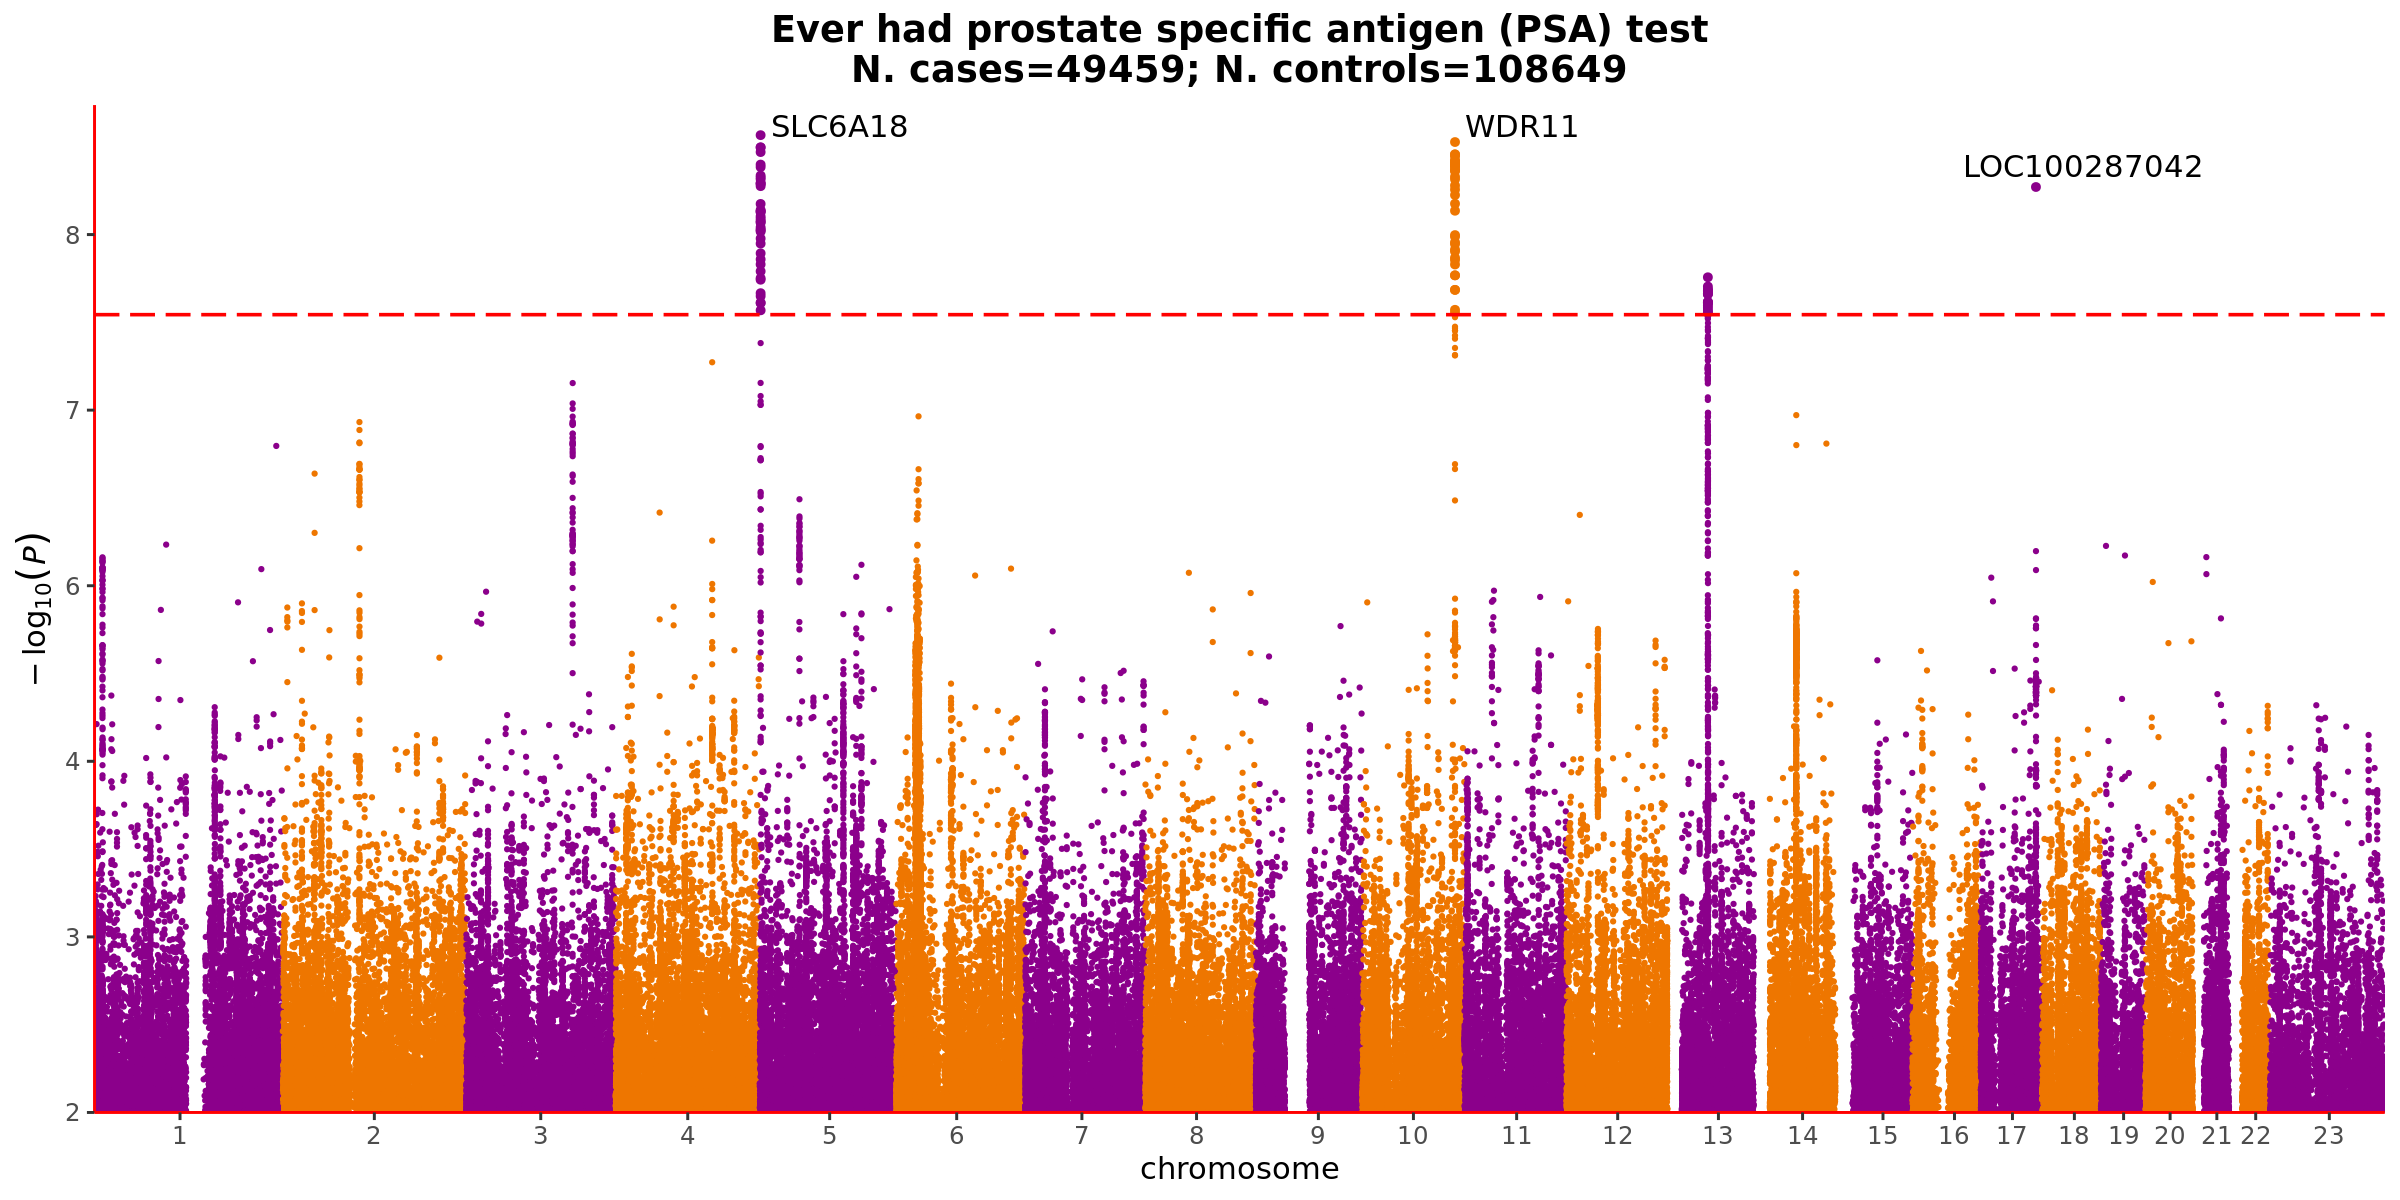 Ever had prostate specific antigen (PSA) test
N. cases=49459; N. controls=108649
SLC6A18
WDR11
LOC100287042
8
7
6
4
3
2
− log10(P)
1 2 3 4 5 6 7 8 9 10 11 12 13 14 15 16 17 18 19 20 21 22 23
chromosome